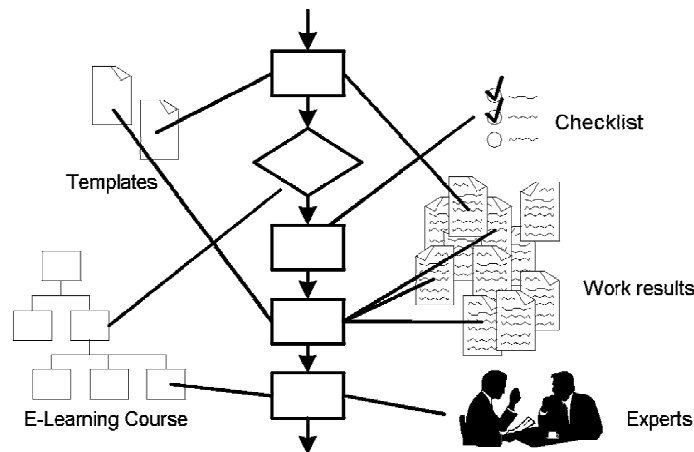 Checklist
Templates
Work results
E-Learning Course
Experts